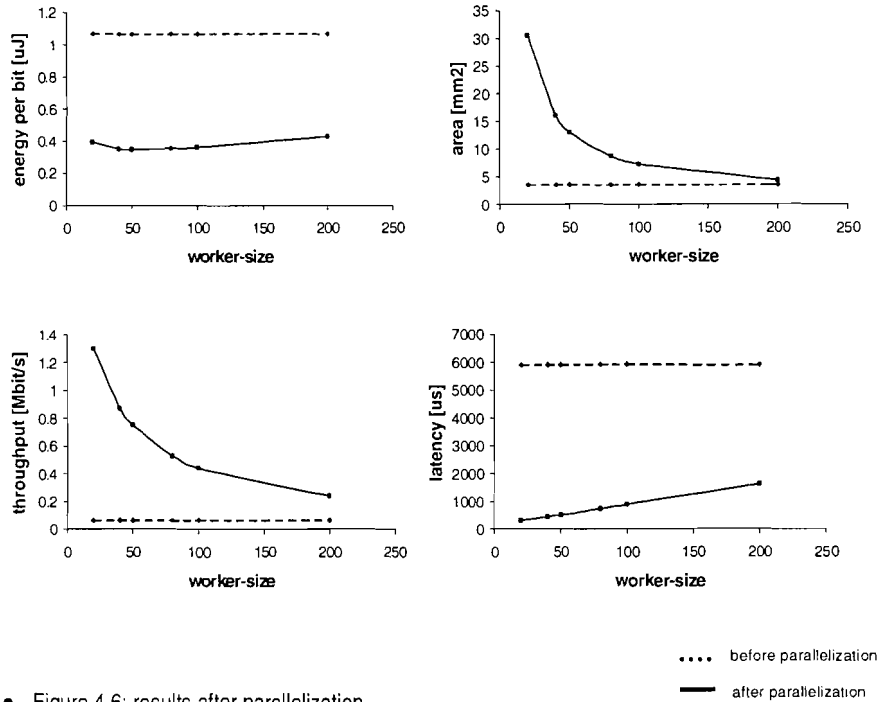 energy per bit [uJ]
1.2
1
0.8
0.6
0.4
0.2
0
0 50 100 150 200 250
worker-size
area [mm2]
35
30
25
20
15
10
5
0
0 50 100 150 200 250
worker-size
throughput [Mbit/s]
1.4
1.2
1
0.8
0.6
0.4
0.2
0
0 50 100 150 200 250
worker-size
latency [us]
7000
6000
5000
4000
3000
2000
1000
0
0 50 100 150 200 250
worker-size
before parallelization
after parallelization
• Figure 4.6: results after parallelization